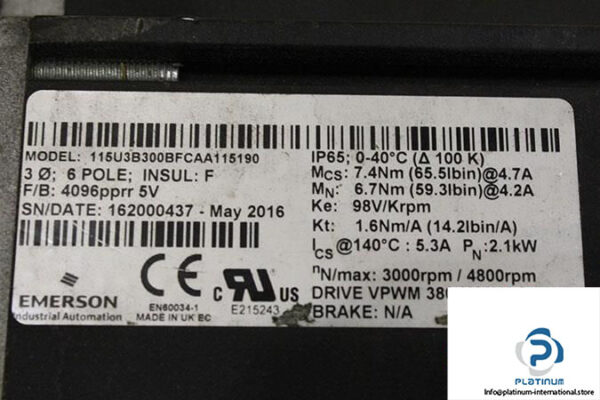 MODEL: 115U3B300BFCAA115190
3 Ø; 6 POLE; INSUL: F
F/B: 4096pprr 5V
SN/DATE: 162000437 - May 2016
EMERSON
Industrial Automation
CE
EN60034-1
MADE IN UK EC
C UR US
E215243
IP65; 0-40°C (Δ 100 K)
MCS: 7.4Nm (65.5lbin)@4.7A
MN: 6.7Nm (59.3lbin)@4.2A
Ke: 98V/Krpm
Kt: 1.6Nm/A (14.2lbin/A)
ICS @140°C : 5.3A PN:2.1kW
nN/max: 3000rpm / 4800rpm
DRIVE VPWM
BRAKE: N/A
PLATINUM
Info@platinum-international.store